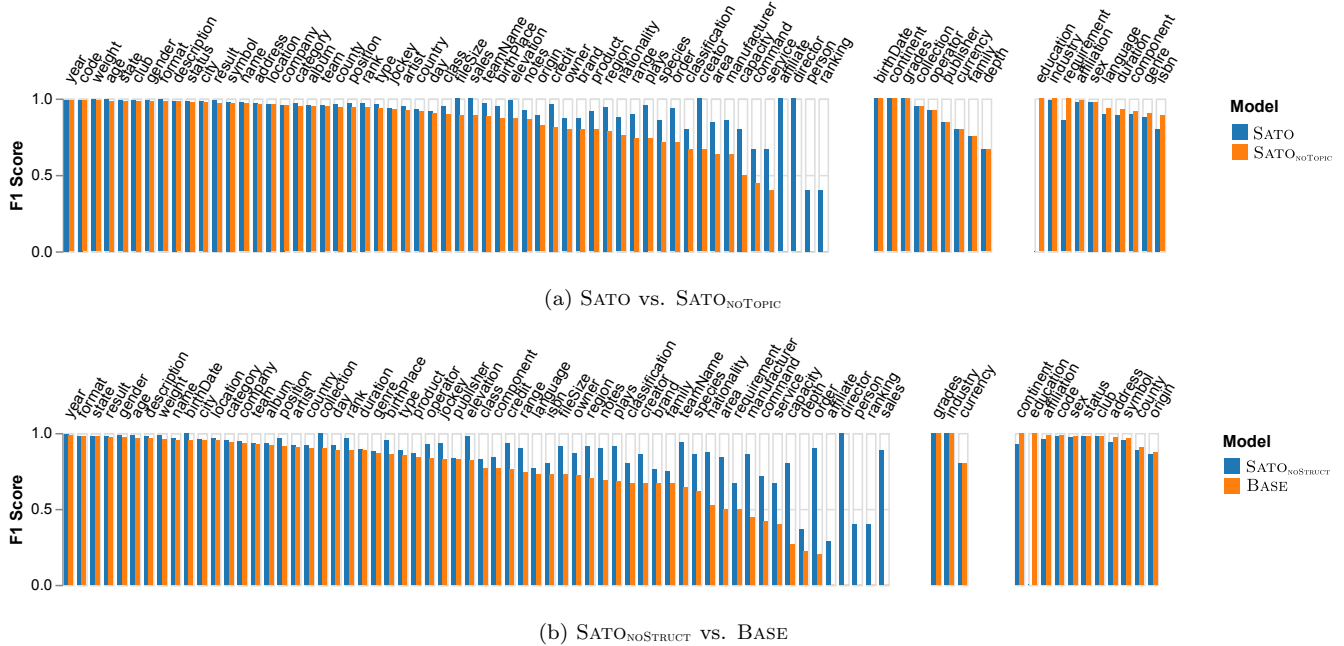 year
code
weight
age
state
club
gender
format
description
status
city
result
symbol
name
address
location
company
category
album
team
county
position
rank
type
jockey
artist
country
day
class
fileSize
sales
teamName
birthPlace
elevation
notes
origin
credit
owner
brand
product
region
nationality
range
plays
species
order
classification
creator
area
manufacturer
capacity
command
service
affiliate
director
person
ranking
birthDate
continent
grades
collection
operator
publisher
currency
family
depth
education
industry
requirement
affiliation
sex
language
duration
component
genre
isbn
F1 Score
1.0
0.5
0.0
Model
SATO
SATO_NOTOPIC
(a) SATO vs. SATO_NOTOPIC
year
format
state
result
gender
age
description
weight
name
birthDate
city
location
category
company
team
album
position
artist
country
collection
day
rank
duration
genre
birthPlace
type
product
operator
jockey
publisher
elevation
class
component
credit
range
language
isbn
fileSize
owner
region
notes
plays
classification
creator
brand
family
teamName
species
nationality
area
requirement
manufacturer
command
service
capacity
depth
order
affiliate
director
person
ranking
sales
grades
industry
currency
continent
education
affiliation
code
sex
status
club
address
symbol
county
origin
F1 Score
1.0
0.5
0.0
Model
SATO_NOSTRUCT
BASE
(b) SATO_NOSTRUCT vs. BASE